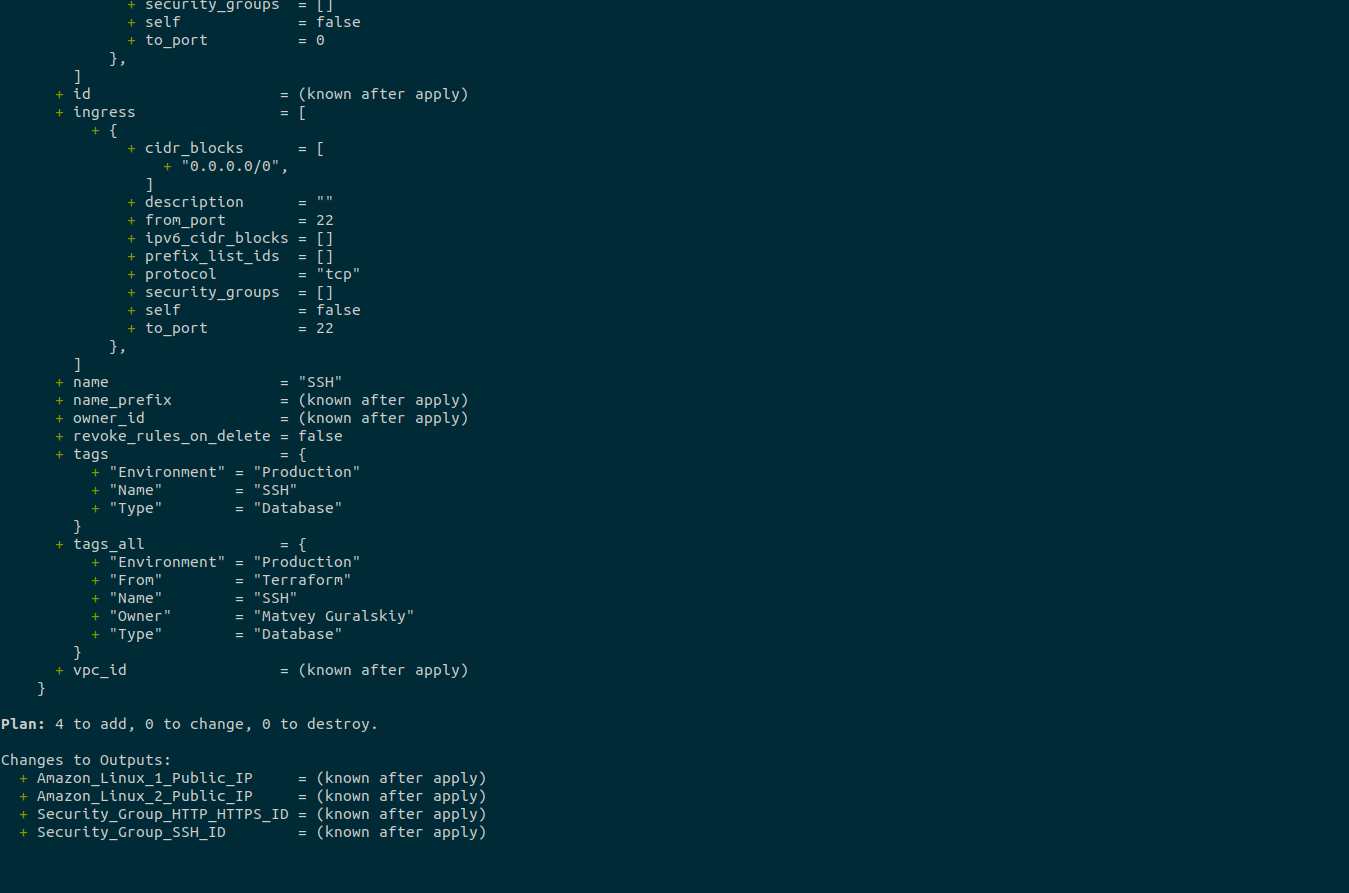 + security_groups  = []
              + self             = false
              + to_port          = 0
            },
        ]
      + id                     = (known after apply)
      + ingress                = [
          + {
              + cidr_blocks      = [
                  + "0.0.0.0/0",
                ]
              + description      = ""
              + from_port        = 22
              + ipv6_cidr_blocks = []
              + prefix_list_ids  = []
              + protocol         = "tcp"
              + security_groups  = []
              + self             = false
              + to_port          = 22
            },
        ]
      + name                   = "SSH"
      + name_prefix            = (known after apply)
      + owner_id               = (known after apply)
      + revoke_rules_on_delete = false
      + tags                   = {
          + "Environment" = "Production"
          + "Name"        = "SSH"
          + "Type"        = "Database"
        }
      + tags_all               = {
          + "Environment" = "Production"
          + "From"        = "Terraform"
          + "Name"        = "SSH"
          + "Owner"       = "Matvey Guralskiy"
          + "Type"        = "Database"
        }
      + vpc_id                 = (known after apply)
    }
Plan: 4 to add, 0 to change, 0 to destroy.
Changes to Outputs:
  + Amazon_Linux_1_Public_IP     = (known after apply)
  + Amazon_Linux_2_Public_IP     = (known after apply)
  + Security_Group_HTTP_HTTPS_ID = (known after apply)
  + Security_Group_SSH_ID        = (known after apply)